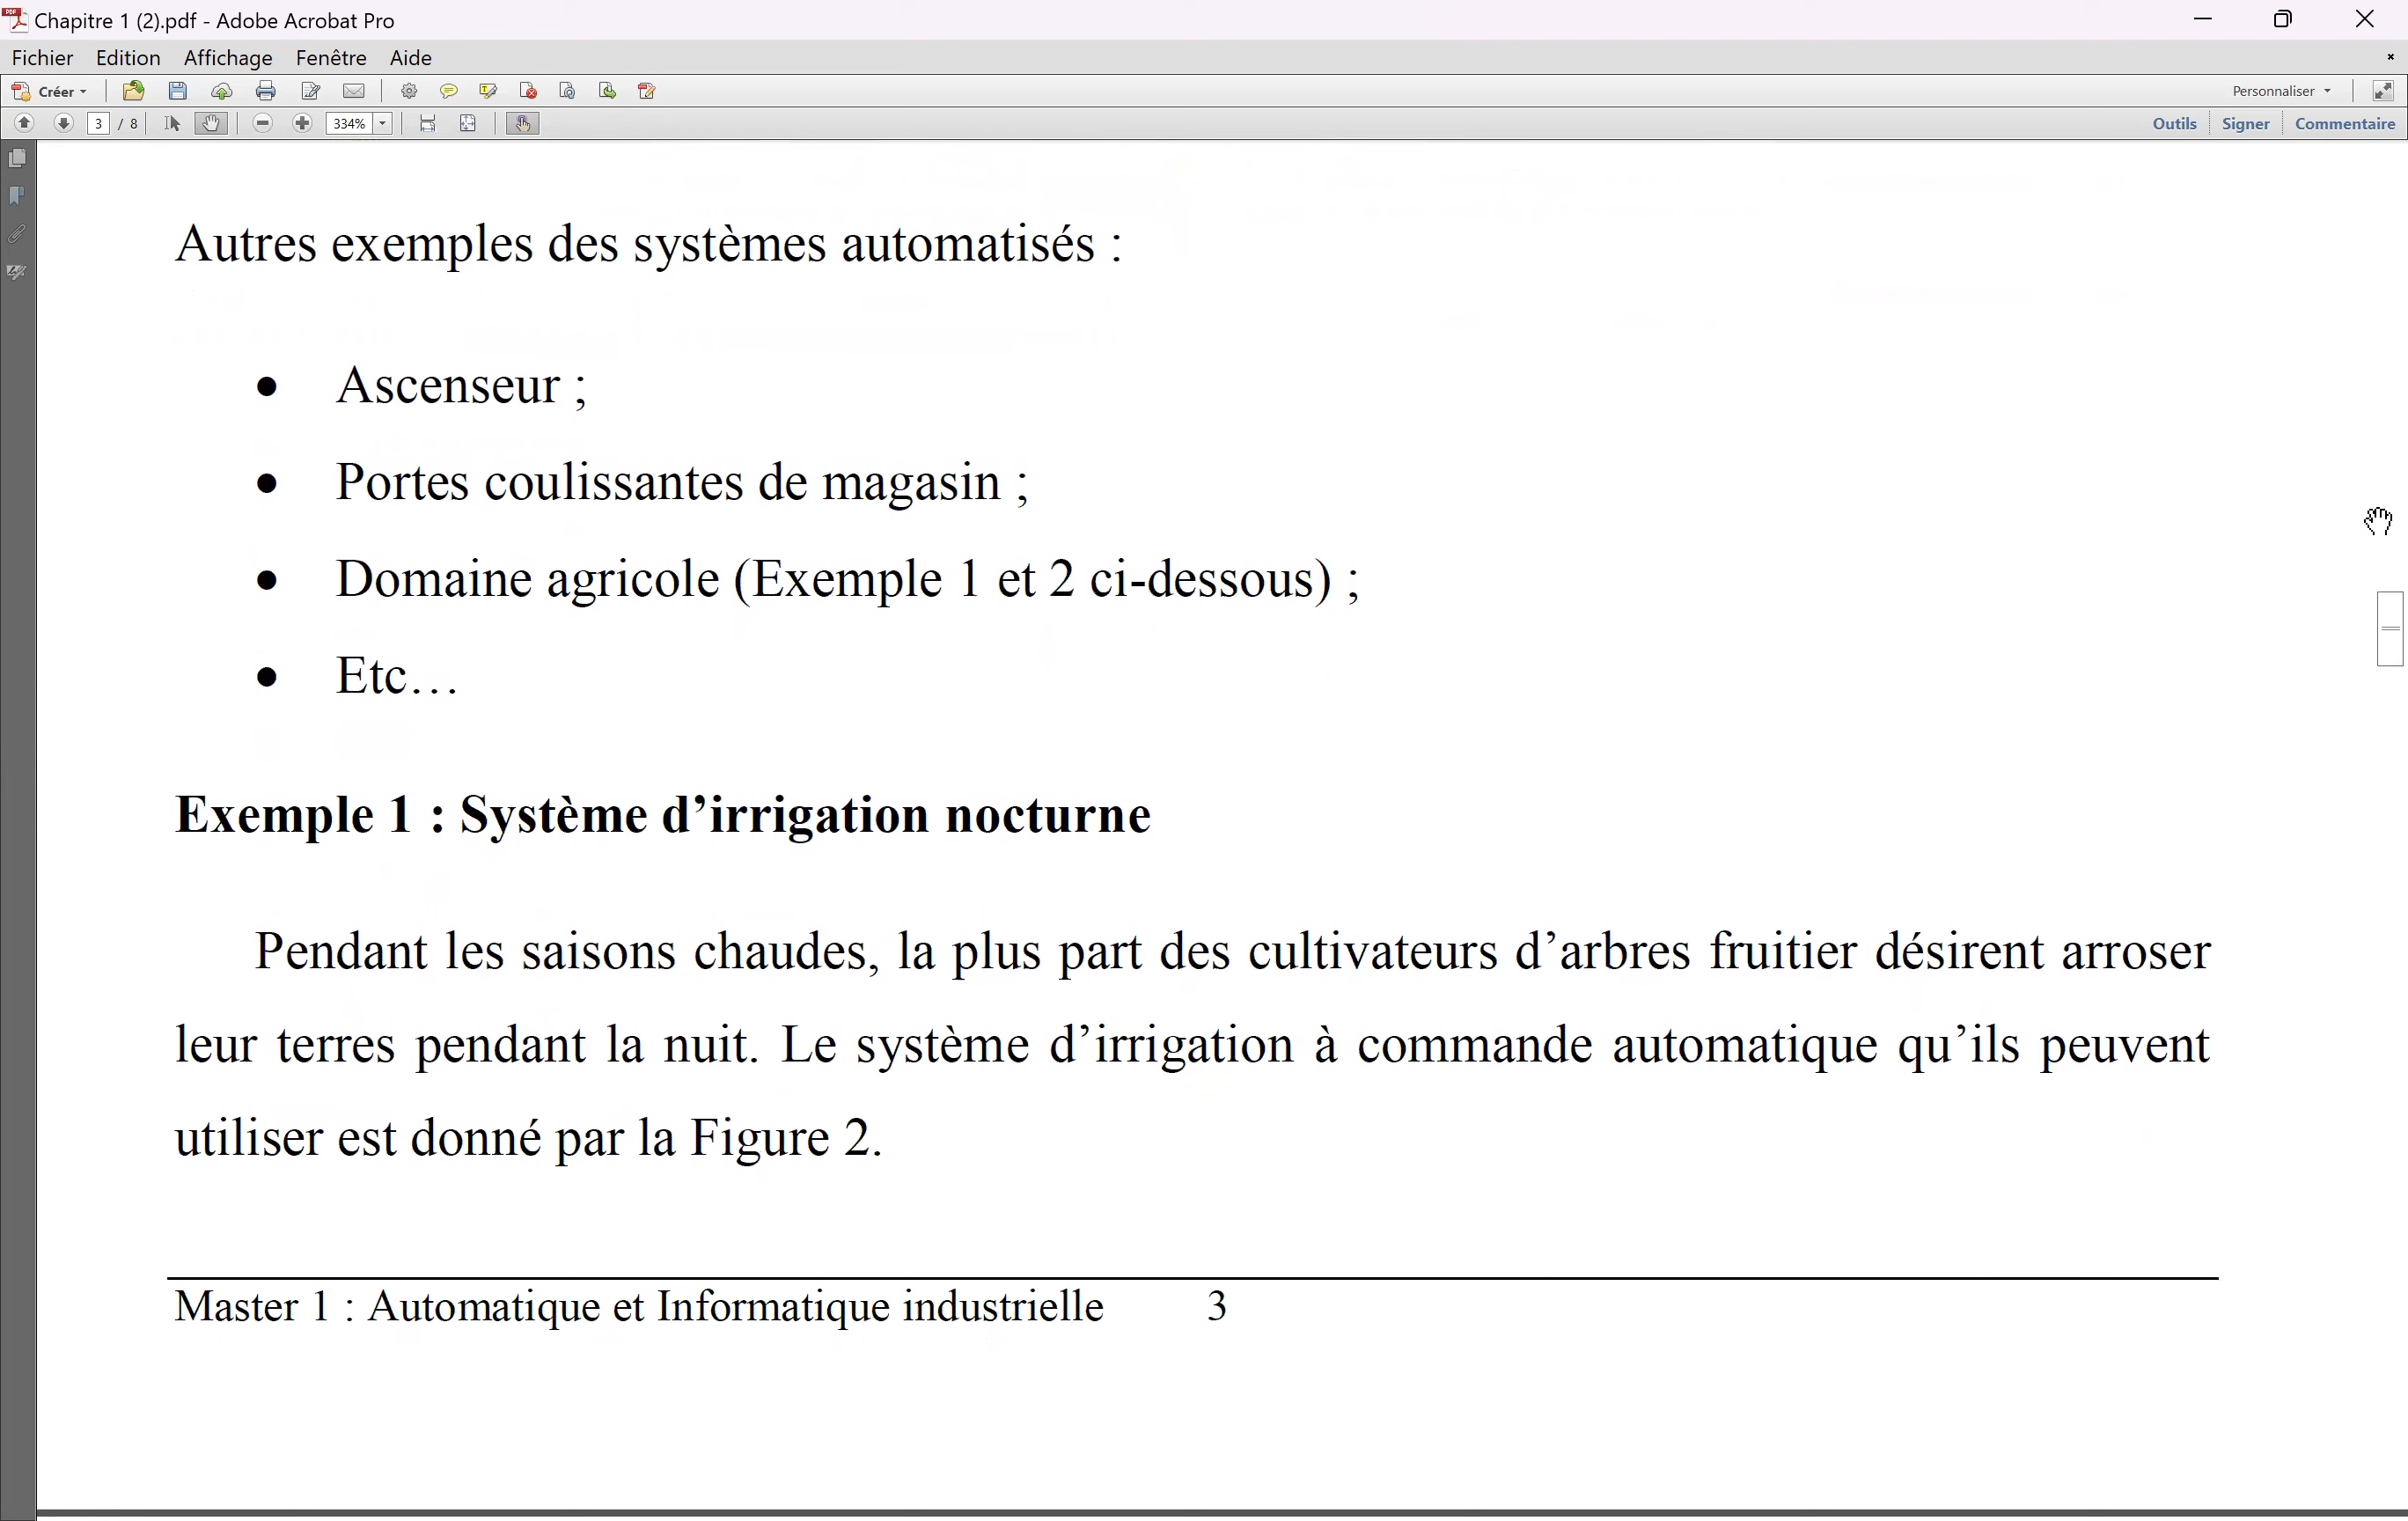 Chapitre 1 (2).pdf - Adobe Acrobat Pro
Fichier Edition Affichage Fenêtre Aide
Créer Personnaliser
3 / 8 334% Outils Signer Commentaire
Autres exemples des systèmes automatisés :
• Ascenseur ;
• Portes coulissantes de magasin ;
• Domaine agricole (Exemple 1 et 2 ci-dessous) ;
• Etc…
Exemple 1 : Système d’irrigation nocturne
Pendant les saisons chaudes, la plus part des cultivateurs d’arbres fruitier désirent arroser
leur terres pendant la nuit. Le système d’irrigation à commande automatique qu’ils peuvent
utiliser est donné par la Figure 2.
Master 1 : Automatique et Informatique industrielle 3